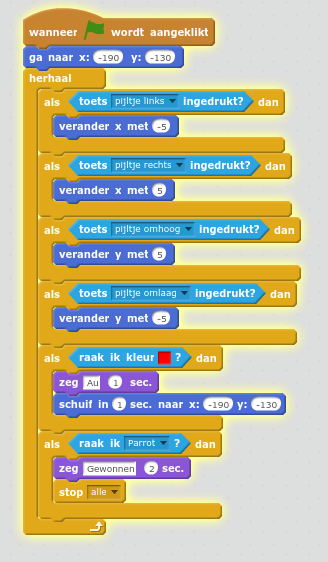 wanneer wordt aangeklikt
ga naar x: -190 y: -130
herhaal
als toets pijltje links ingedrukt? dan
verander x met -5
als toets pijltje rechts ingedrukt? dan
verander x met 5
als toets pijltje omhoog ingedrukt? dan
verander y met 5
als toets pijltje omlaag ingedrukt? dan
verander y met -5
als raak ik kleur ? dan
zeg Au 1 sec.
schuif in 1 sec. naar x: -190 y: -130
als raak ik Parrot ? dan
zeg Gewonnen 2 sec.
stop alle